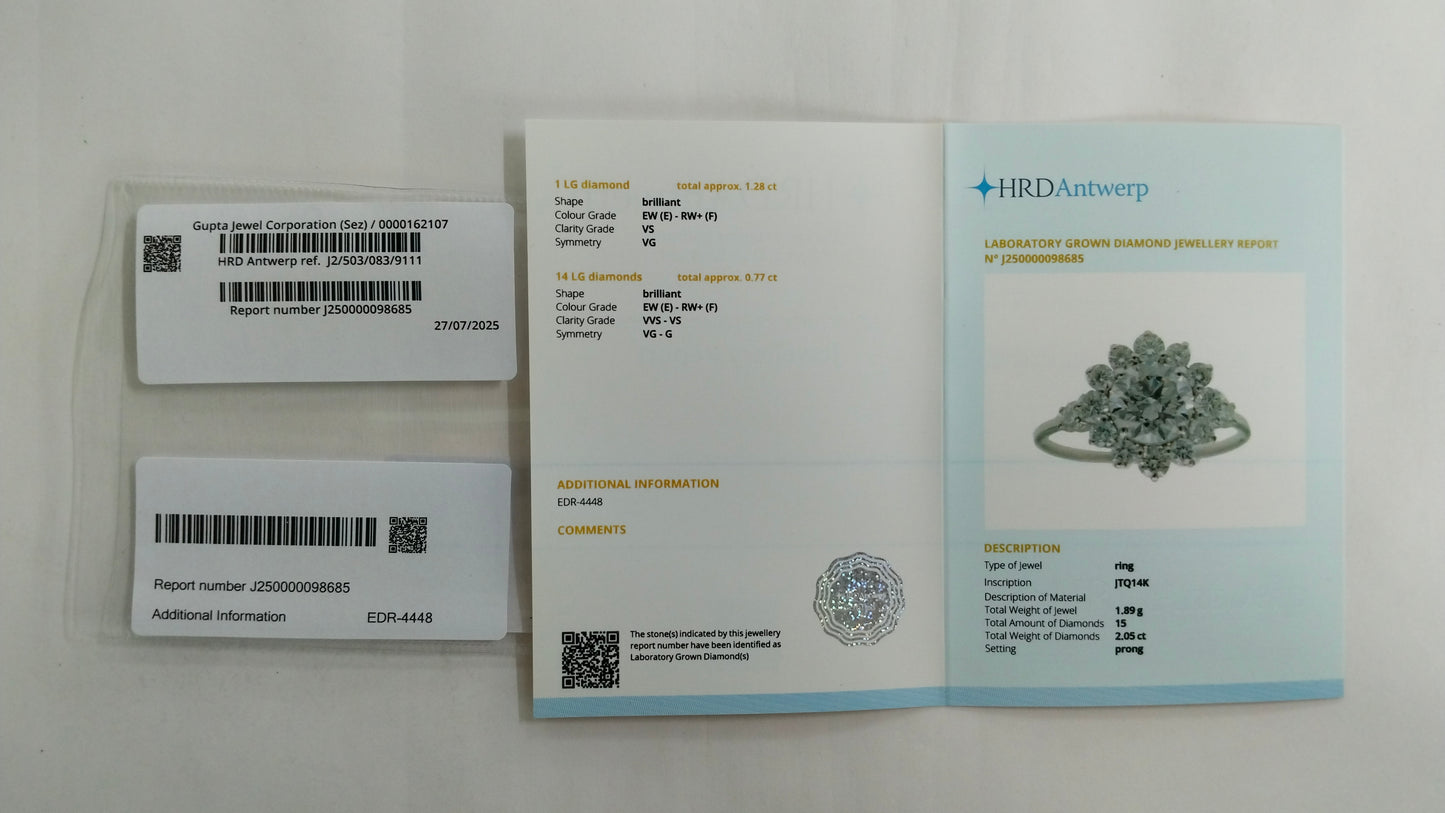 Gupta Jewel Corporation (Sez) / 0000162107
HRD Antwerp ref. J2/503/083/9111
Report number J250000098685
27/07/2025
Report number J250000098685
Additional Information EDR-4448
1 LG diamond total approx. 1.28 ct
Shape brilliant
Colour Grade EW (E) - RW+ (F)
Clarity Grade VS
Symmetry VG
14 LG diamonds total approx. 0.77 ct
Shape brilliant
Colour Grade EW (E) - RW+ (F)
Clarity Grade VVS - VS
Symmetry VG - G
ADDITIONAL INFORMATION
EDR-4448
COMMENTS
The stone(s) indicated by this jewellery
report number have been identified as
Laboratory Grown Diamond(s)
HRDAntwerp
LABORATORY GROWN DIAMOND JEWELLERY REPORT
N° J250000098685
DESCRIPTION
Type of Jewel ring
Inscription JTQ14K
Description of Material
Total Weight of Jewel 1.89 g
Total Amount of Diamonds 15
Total Weight of Diamonds 2.05 ct
Setting prong